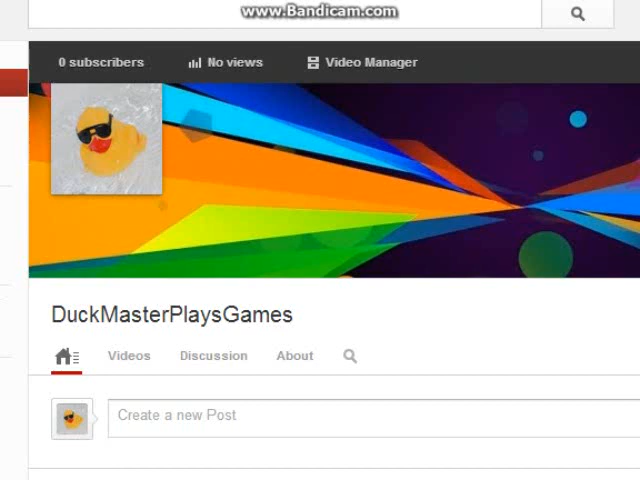 www.Bandicam.com
0 subscribers No views Video Manager
DuckMasterPlaysGames
Videos Discussion About
Create a new Post